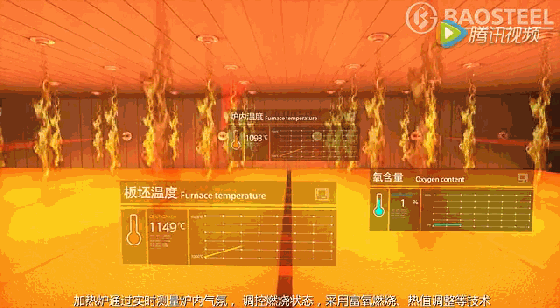 BAOSTEEL
腾讯视频
炉内温度 Furnace temperature
1093℃
板坯温度 Furnace temperature
1149℃
氧含量 Oxygen content
1 %
加热炉通过实时测量炉内气氛，调控燃烧状态，采用富氧燃烧、热值调整等技术